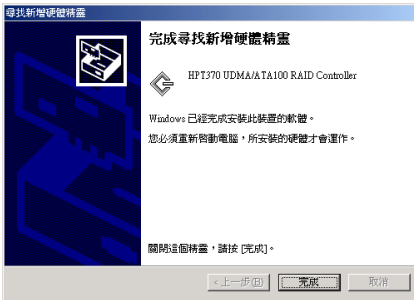 尋找新增硬體精靈
完成尋找新增硬體精靈
HPT370 UDMA/ATA100 RAID Controller
Windows 已經完成安裝此裝置的軟體。
您必須重新啟動電腦，所安裝的硬體才會運作。
關閉這個精靈，請按 [完成]。
<上一步(B) 完成 取消